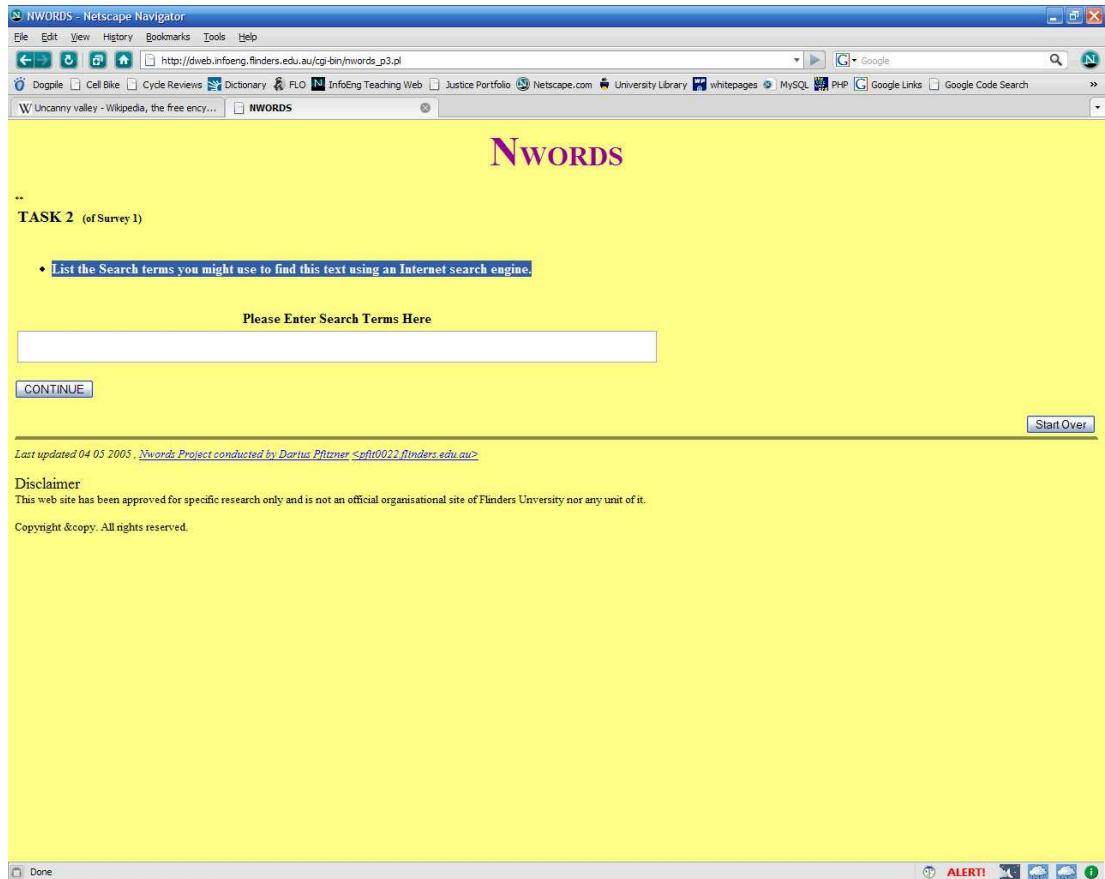 NWORDS - Netscape Navigator
File Edit View History Bookmarks Tools Help
http://dweb.infoeng.flinders.edu.au/cgi-bin/nwords_p3.pl
G Google
Dogpile Cell Bike Cycle Reviews Dictionary FLO InfoEng Teaching Web Justice Portfolio Netscape.com University Library whitepages MySQL PHP Google Links Google Code Search »
W Uncanny valley - Wikipedia, the free ency... NWORDS
NWORDS
**
TASK 2 (of Survey 1)
• List the Search terms you might use to find this text using an Internet search engine.
Please Enter Search Terms Here
CONTINUE
Start Over
Last updated 04 05 2005 , Nwords Project conducted by Darius Pfitzner <pfit0022.flinders.edu.au>
Disclaimer
This web site has been approved for specific research only and is not an official organisational site of Flinders Unversity nor any unit of it.
Copyright &copy. All rights reserved.
Done
ALERT!